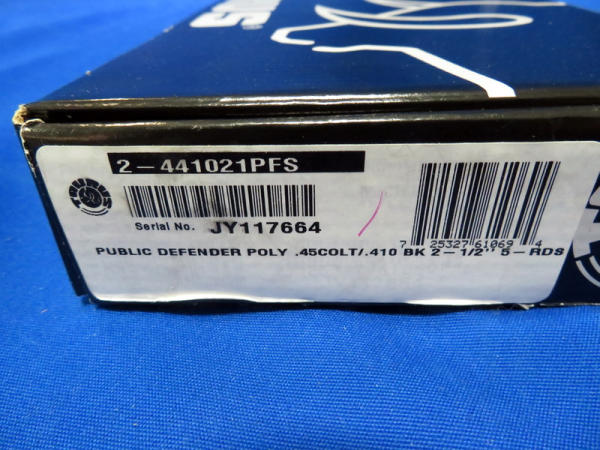 2-441021PFS
Serial No. JY117664
7 25327 61069 4
PUBLIC DEFENDER POLY .45COLT/.410 BK 2-1/2" 5-RDS